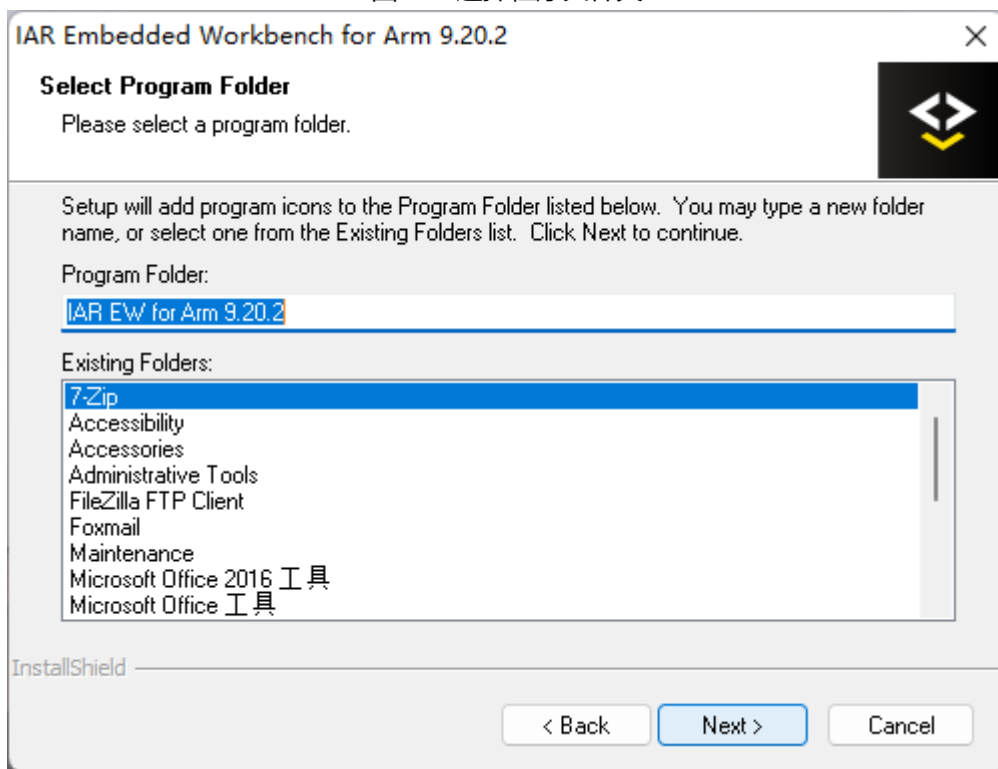 IAR Embedded Workbench for Arm 9.20.2
Select Program Folder
Please select a program folder.
Setup will add program icons to the Program Folder listed below. You may type a new folder
name, or select one from the Existing Folders list. Click Next to continue.
Program Folder:
IAR EW for Arm 9.20.2
Existing Folders:
7-Zip
Accessibility
Accessories
Administrative Tools
FileZilla FTP Client
Foxmail
Maintenance
Microsoft Office 2016 工具
Microsoft Office 工具
InstallShield
< Back
Next >
Cancel